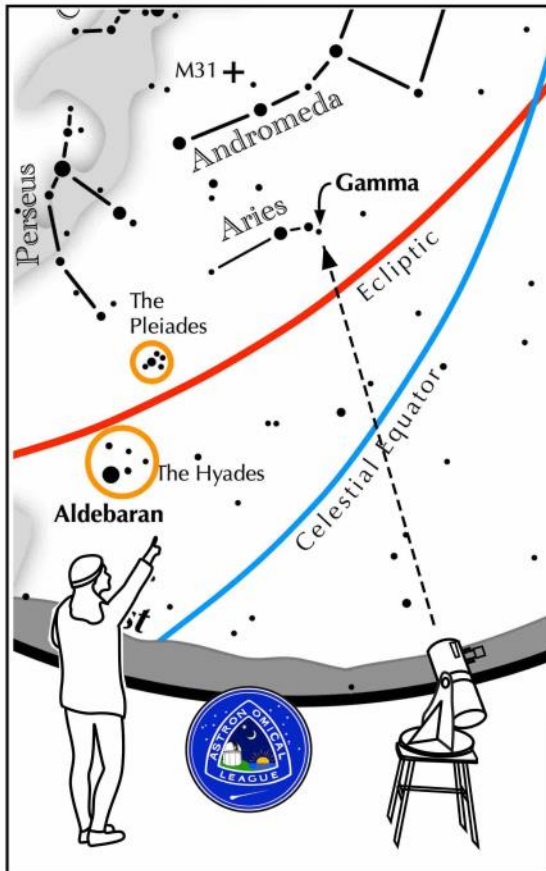 M31
Andromeda
Perseus
Aries
Gamma
Ecliptic
The
Pleiades
Celestial Equator
The Hyades
Aldebaran
ASTRONOMICAL
LEAGUE